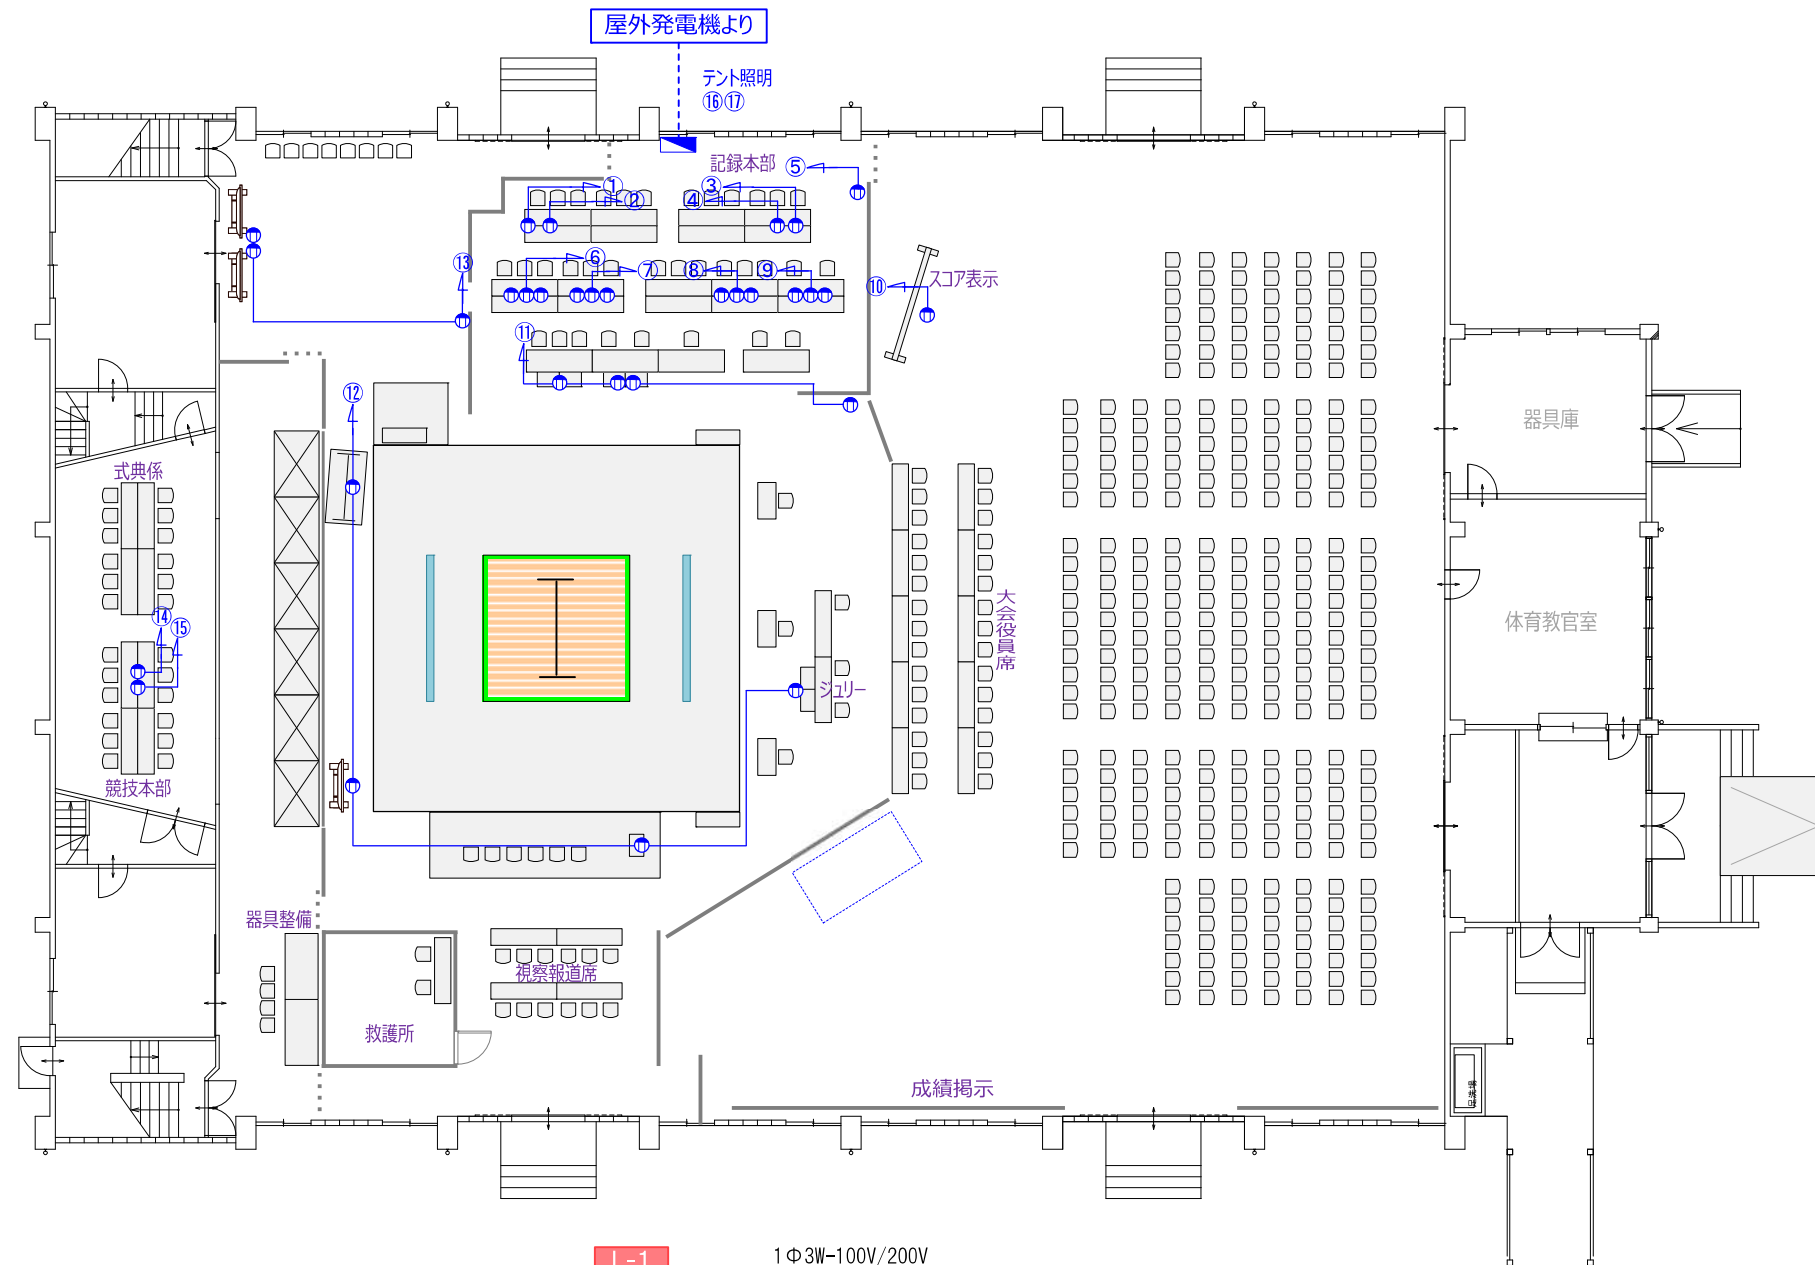 屋外発電機より
テント照明
⑯⑰
記録本部
⑤
①
③
②
④
⑥
⑦
⑧
⑨
⑬
⑩
スコア表示
⑪
⑫
器具庫
式典係
体育教官室
大会役員席
⑭
⑮
ジュリー
競技本部
器具整備
視察報道席
救護所
成績掲示
L-1
1Φ3W-100V/200V